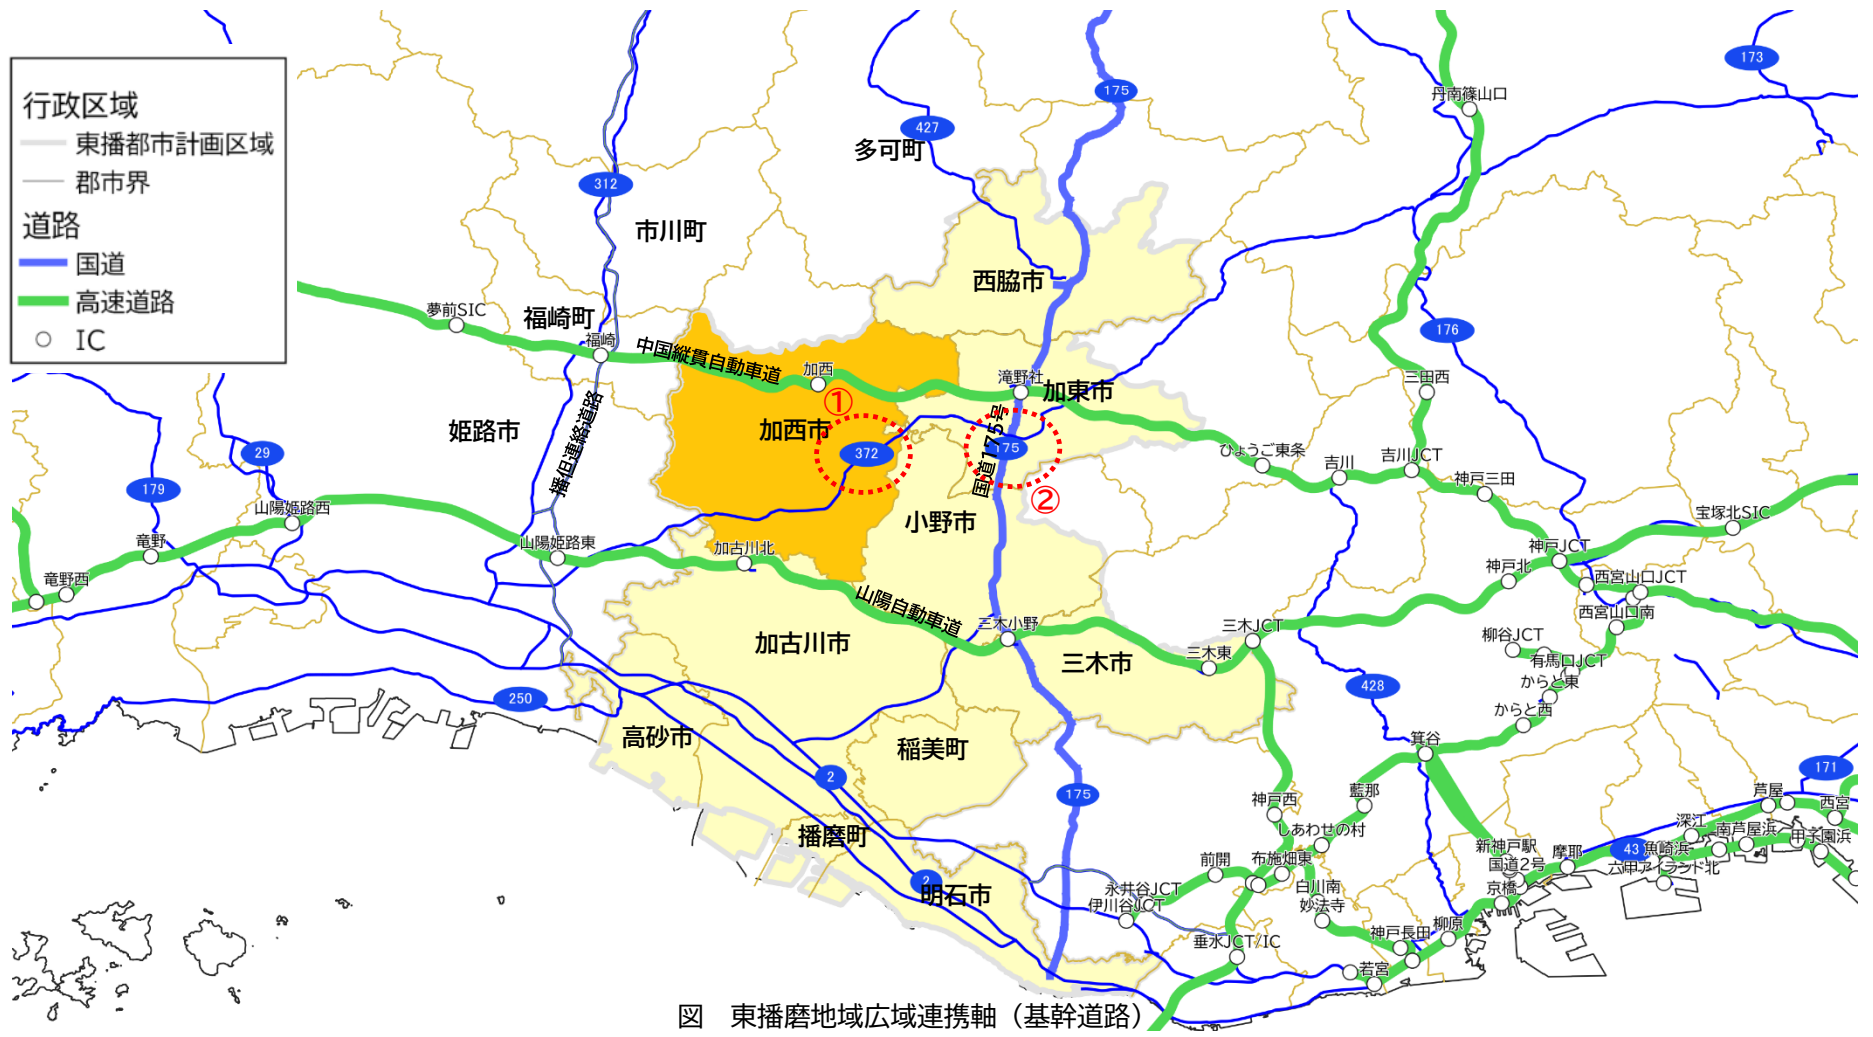 行政区域
東播都市計画区域
郡市界
道路
国道
高速道路
IC
173
丹南篠山口
175
427
多可町
312
市川町
西脇市
夢前SIC
福崎町
福崎
176
中国縦貫自動車道
加西
滝野社
加東市
三田西
①
加西市
姫路市
播但連絡道路
国道175号
372
75
29
179
②
ひょうご東条
吉川
吉川JCT
神戸三田
山陽姫路西
小野市
宝塚北SIC
竜野
山陽姫路東
加古川北
神戸JCT
竜野西
神戸北
西宮山口JCT
山陽自動車道
西宮山口南
三木小野
三木JCT
加古川市
三木市
三木東
柳谷JCT
有馬口JCT
からと東
250
428
からと西
高砂市
稲美町
箕谷
2
175
171
藍那
神戸西
芦屋
西宮
播磨町
しあわせの村
深江
南芦屋浜
甲子園浜
新神戸駅
43
魚崎浜
国道2号
摩耶
六甲アイランド北
前開
布施畑東
2
明石市
永井谷JCT
伊川谷JCT
白川南
妙法寺
京橋
柳原
神戸長田
垂水JCT/IC
若宮
図　東播磨地域広域連携軸（基幹道路）